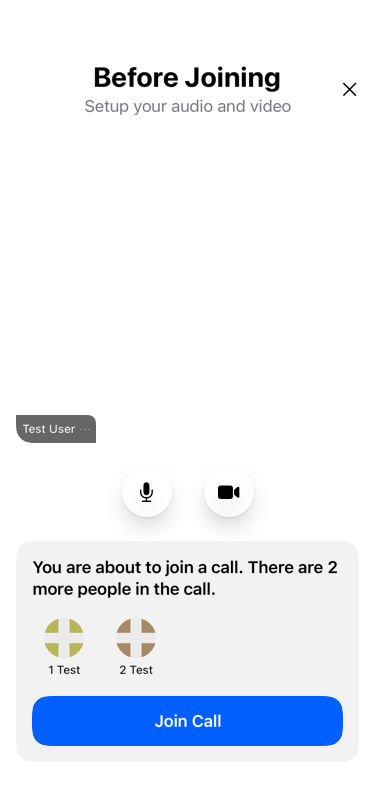 Before Joining
Setup your audio and video
Test User ···
You are about to join a call. There are 2
more people in the call.
1 Test
2 Test
Join Call